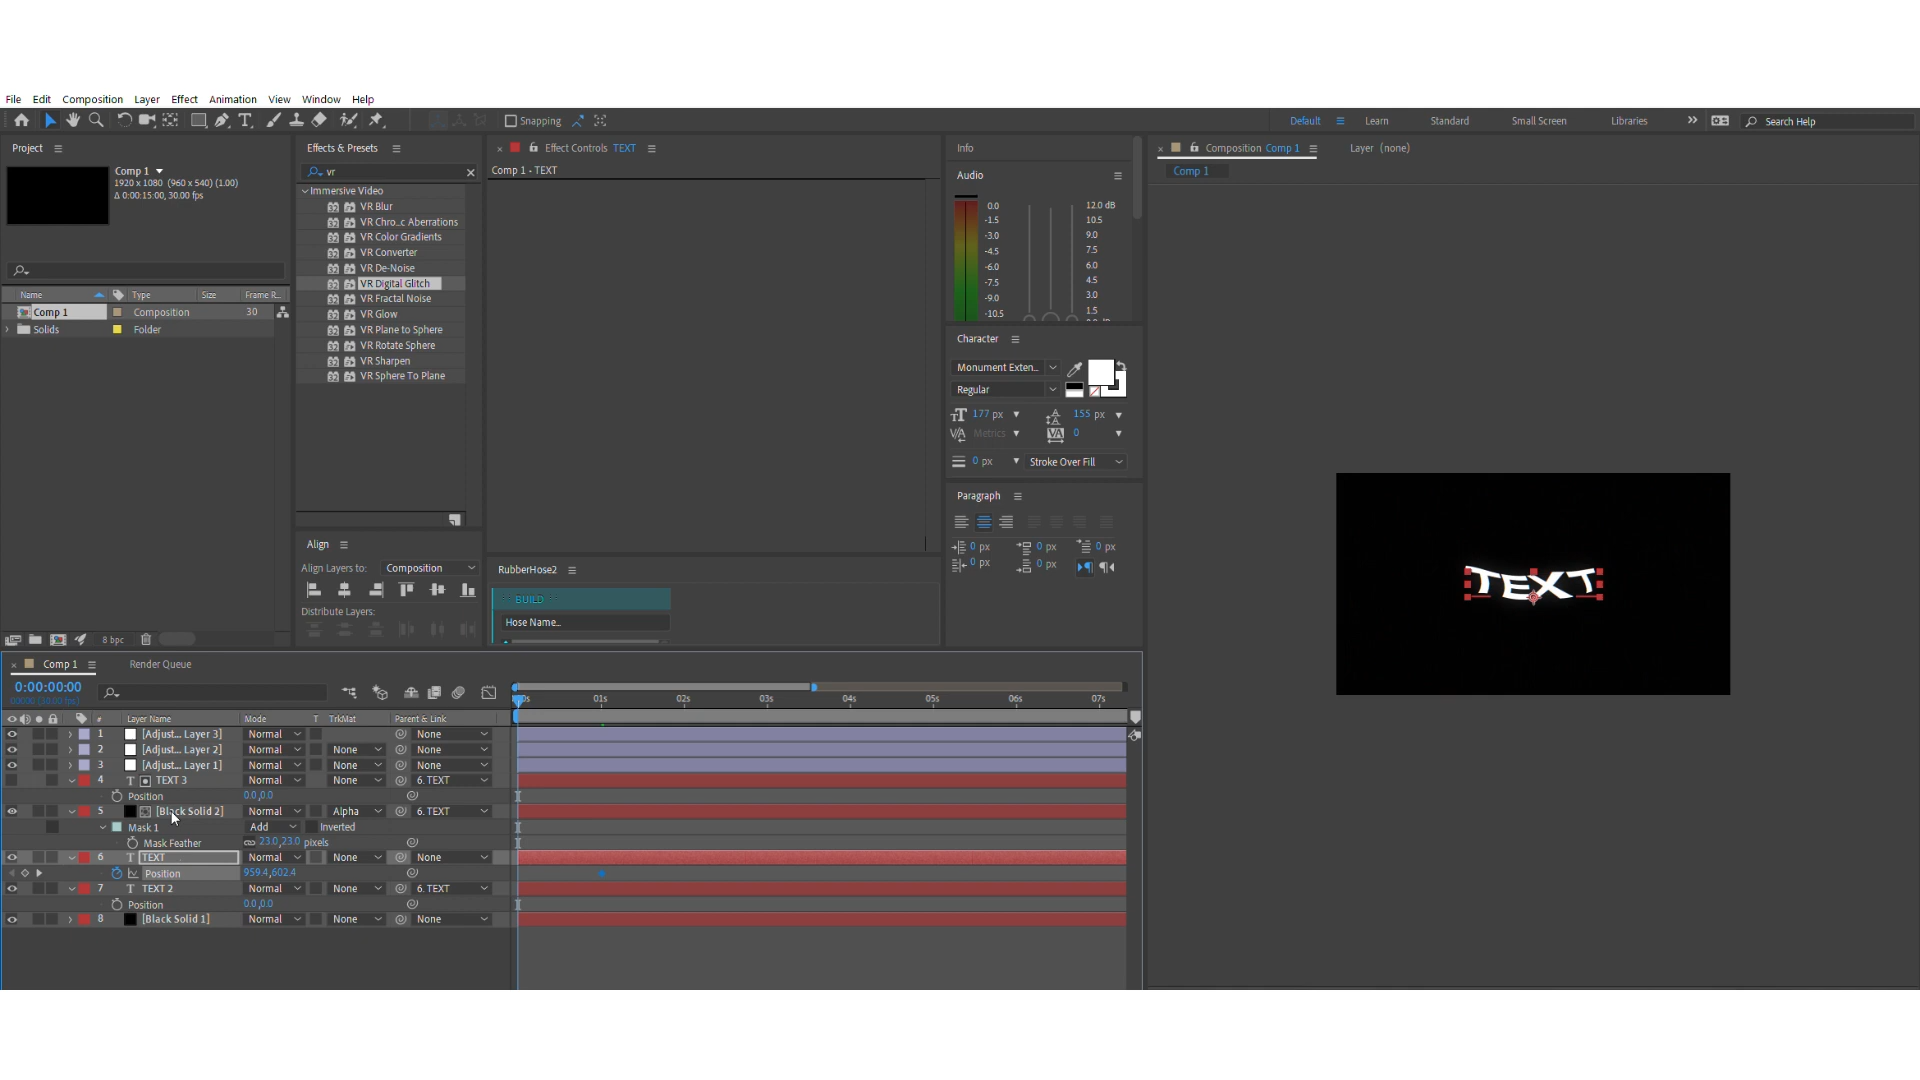 File Edit Composition Layer Effect Animation View Window Help
Snapping
Default Learn Standard Small Screen Libraries Search Help
Project
Comp 1
1920 x 1080 (960 x 540) (1.00)
Δ 0:00:15:00, 30.00 fps
Name Type Size Frame R...
Comp 1 Composition 30
Solids Folder
8 bpc
Effects & Presets
vr
Immersive Video
VR Blur
VR Chro...c Aberrations
VR Color Gradients
VR Converter
VR De-Noise
VR Digital Glitch
VR Fractal Noise
VR Glow
VR Plane to Sphere
VR Rotate Sphere
VR Sharpen
VR Sphere To Plane
Align
Align Layers to: Composition
Distribute Layers:
Effect Controls TEXT
Comp 1 - TEXT
RubberHose2
BUILD
Hose Name...
Info
Audio
0.0 12.0 dB
-1.5 10.5
-3.0 9.0
-4.5 7.5
-6.0 6.0
-7.5 4.5
-9.0 3.0
-10.5 1.5
Character
Monument Exten...
Regular
177 px 155 px
Metrics 0
0 px Stroke Over Fill
Paragraph
0 px 0 px 0 px
0 px 0 px
Composition Comp 1 Layer (none)
Comp 1
TEXT
Comp 1 Render Queue
0:00:00:00
01s 02s 03s 04s 05s 06s 07s
# Layer Name Mode T TrkMat Parent & Link
1 [Adjust... Layer 3] Normal None
2 [Adjust... Layer 2] Normal None None
3 [Adjust... Layer 1] Normal None None
4 T TEXT 3 Normal None 6. TEXT
Position 0.0,0.0
5 [Black Solid 2] Normal Alpha 6. TEXT
Mask 1 Add Inverted
Mask Feather 23.0,23.0 pixels
6 T TEXT Normal None None
Position 959.4,602.4
7 T TEXT 2 Normal None 6. TEXT
Position 0.0,0.0
8 [Black Solid 1] Normal None None